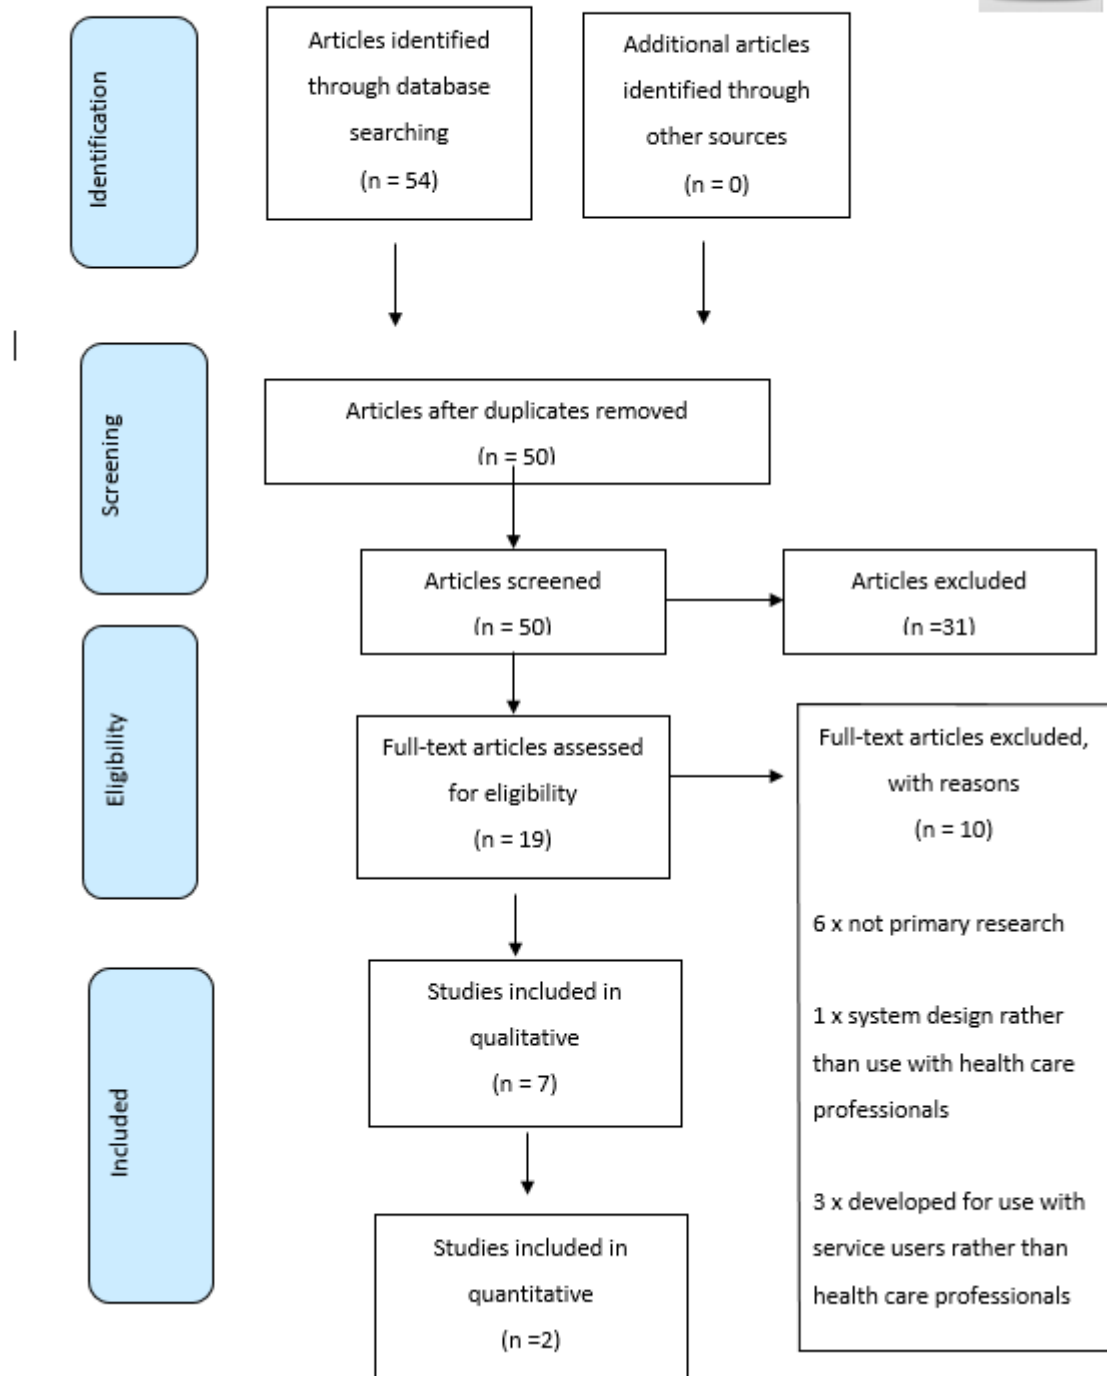 Identification
Articles identified
through database
searching
(n = 54)
Additional articles
identified through
other sources
(n = 0)
Screening
Articles after duplicates removed
(n = 50)
Articles screened
(n = 50)
Articles excluded
(n =31)
Eligibility
Full-text articles assessed
for eligibility
(n = 19)
Full-text articles excluded,
with reasons
(n = 10)
6 x not primary research
1 x system design rather
than use with health care
professionals
3 x developed for use with
service users rather than
health care professionals
Included
Studies included in
qualitative
(n = 7)
Studies included in
quantitative
(n =2)